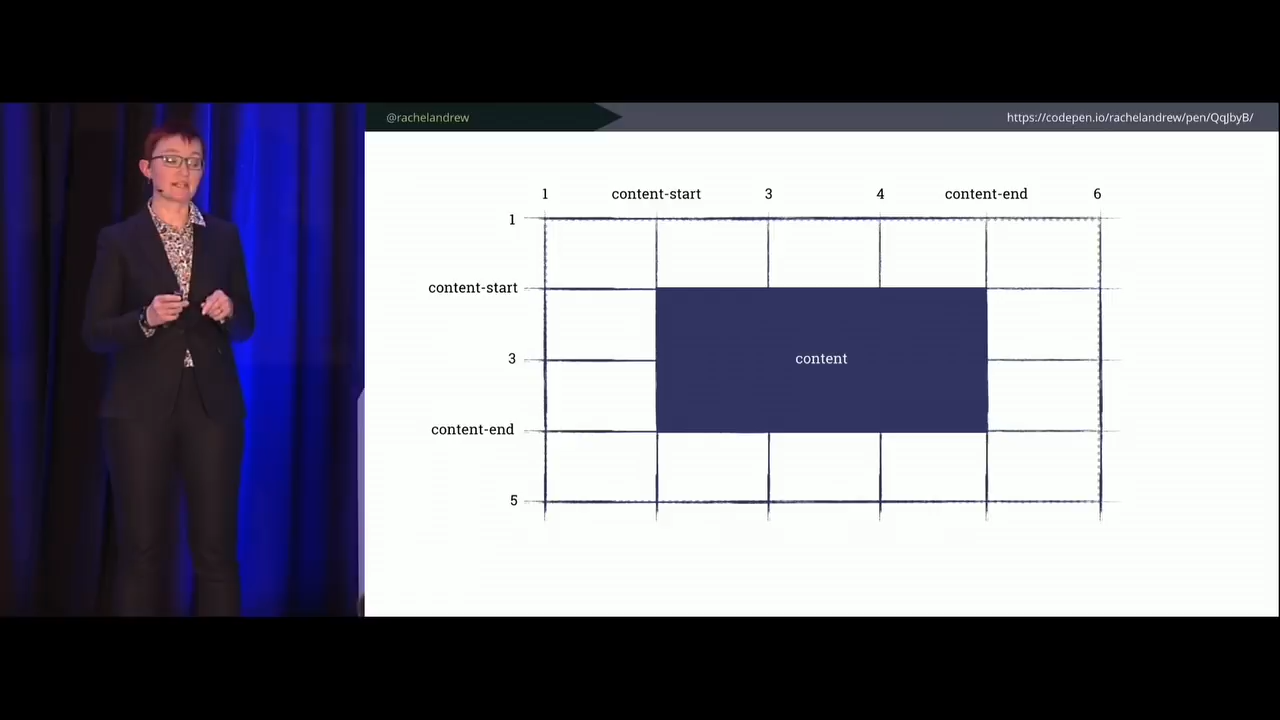 @rachelandrew
https://codepen.io/rachelandrew/pen/QqJbyB/
1 content-start 3 4 content-end 6
1
content-start
3
content
content-end
5